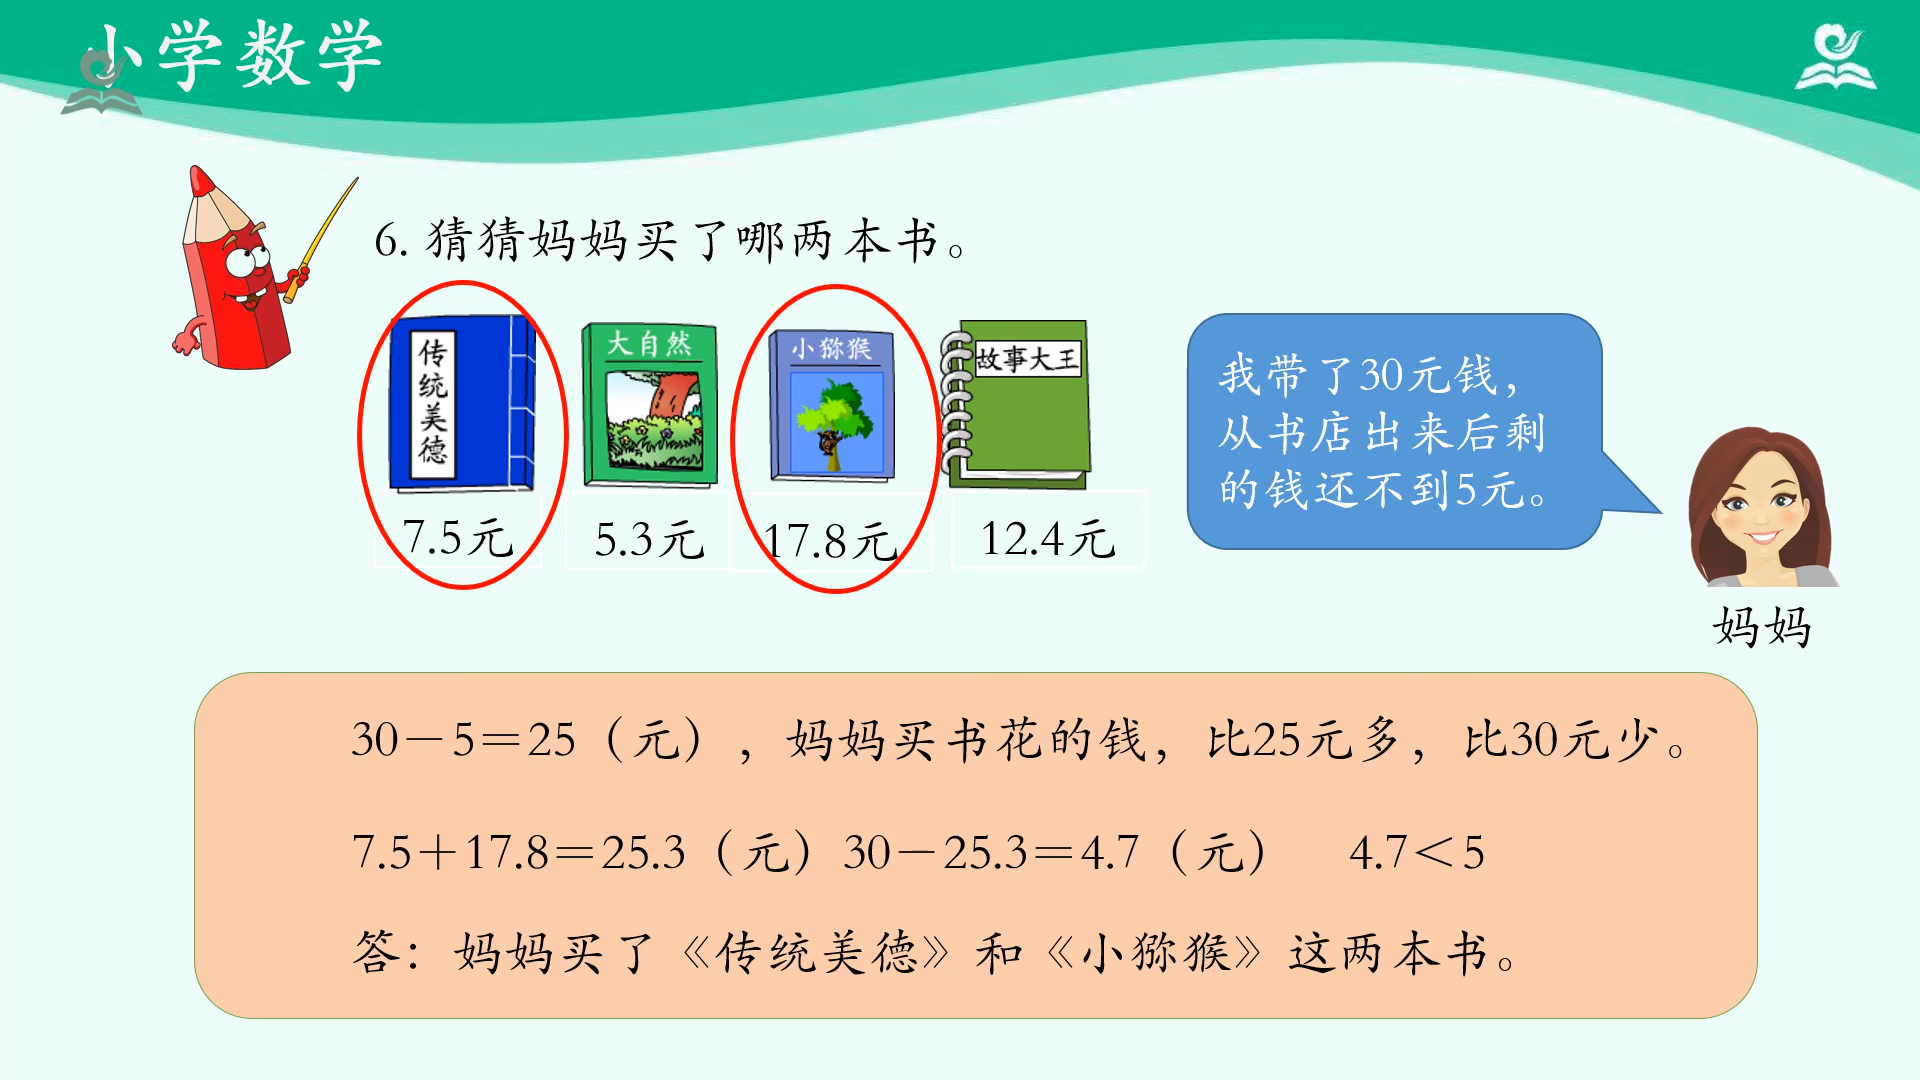 小学数学
6. 猜猜妈妈买了哪两本书。
传统美德
大自然
小猕猴
故事大王
7.5元
5.3元
17.8元
12.4元
我带了30元钱，
从书店出来后剩
的钱还不到5元。
妈妈
30－5＝25（元），妈妈买书花的钱，比25元多，比30元少。
7.5＋17.8＝25.3（元）30－25.3＝4.7（元） 4.7＜5
答：妈妈买了《传统美德》和《小猕猴》这两本书。